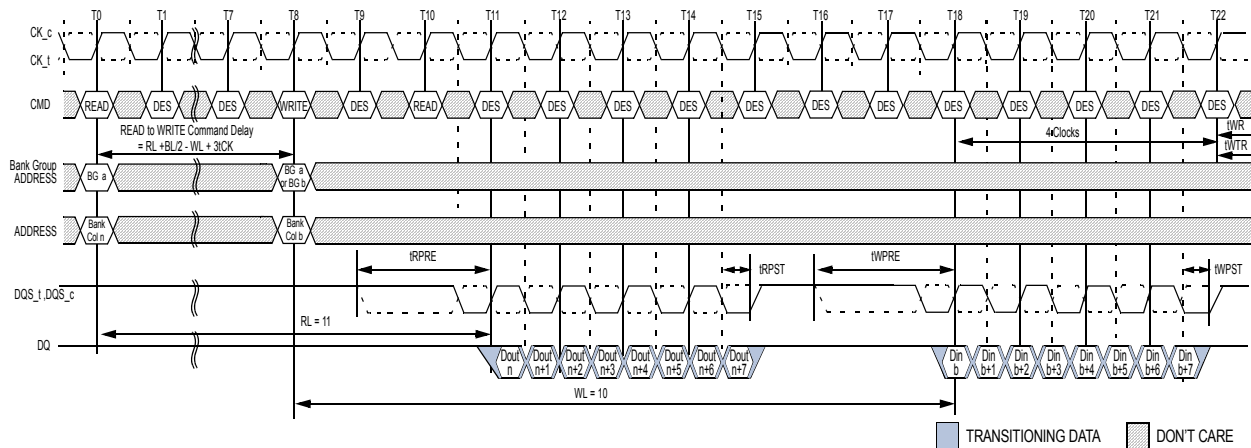 T0 T1 T7 T8 T9 T10 T11 T12 T13 T14 T15 T16 T17 T18 T19 T20 T21 T22
CK_c
CK_t
CMD READ DES DES WRITE DES READ DES DES DES DES DES DES DES DES DES DES DES DES
READ to WRITE Command Delay
= RL +BL/2 - WL + 3tCK
4 Clocks
tWR
tWTR
Bank Group
ADDRESS
BG a
BG a
or BG b
ADDRESS
Bank
Col n
Bank
Col b
tRPRE tRPST tWPRE tWPST
DQS_t ,DQS_c
RL = 11
DQ
Dout
n
Dout
n+1
Dout
n+2
Dout
n+3
Dout
n+4
Dout
n+5
Dout
n+6
Dout
n+7
Din
b
Din
b+1
Din
b+2
Din
b+3
Din
b+4
Din
b+5
Din
b+6
Din
b+7
WL = 10
TRANSITIONING DATA DON'T CARE